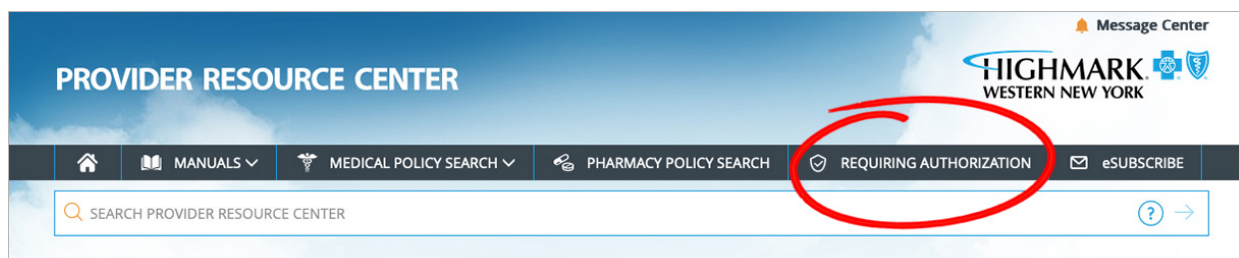 Message Center
PROVIDER RESOURCE CENTER
HIGHMARK.
WESTERN NEW YORK
MANUALS MEDICAL POLICY SEARCH PHARMACY POLICY SEARCH REQUIRING AUTHORIZATION eSUBSCRIBE
SEARCH PROVIDER RESOURCE CENTER ?